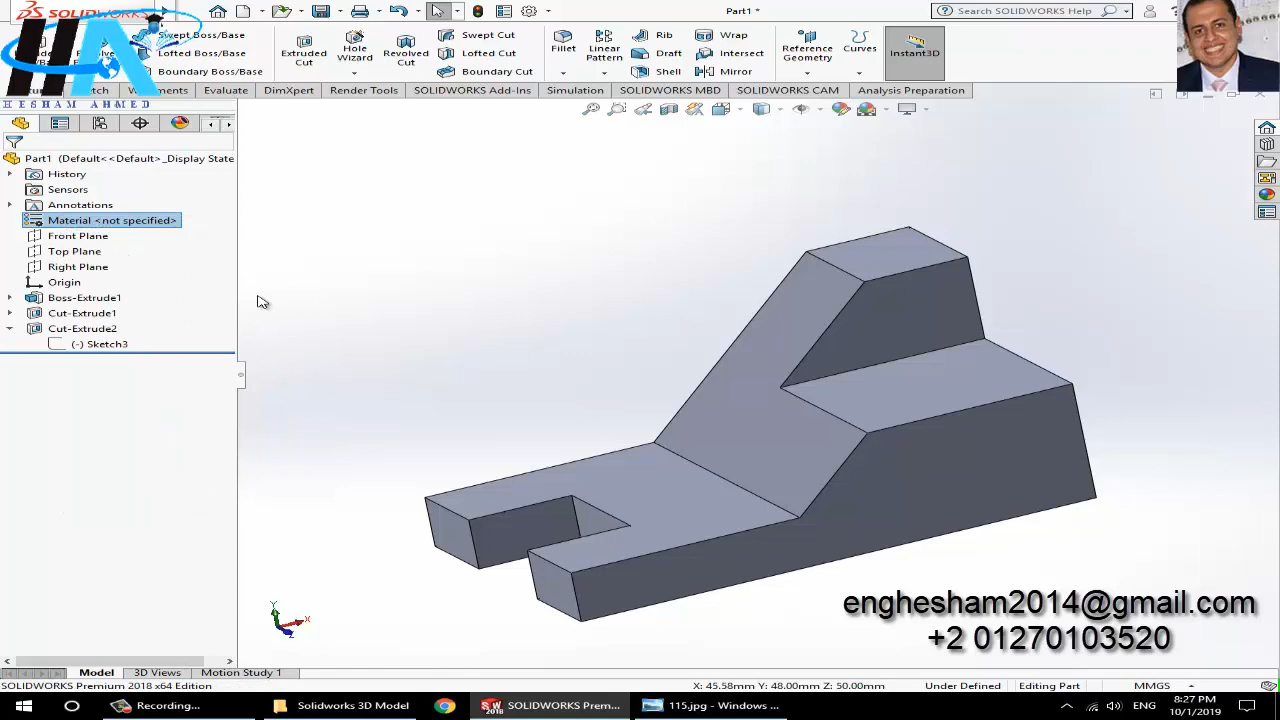 SOLIDWORKS
Part1 *
Search SOLIDWORKS Help
HA
HESHAM AHMED
Swept Boss/Base
Lofted Boss/Base
Boundary Boss/Base
Extruded Cut
Hole Wizard
Revolved Cut
Swept Cut
Lofted Cut
Boundary Cut
Fillet
Linear Pattern
Rib
Draft
Shell
Wrap
Intersect
Mirror
Reference Geometry
Curves
Instant3D
Evaluate
DimXpert
Render Tools
SOLIDWORKS Add-Ins
Simulation
SOLIDWORKS MBD
SOLIDWORKS CAM
Analysis Preparation
Part1 (Default<<Default>_Display State
History
Sensors
Annotations
Material <not specified>
Front Plane
Top Plane
Right Plane
Origin
Boss-Extrude1
Cut-Extrude1
Cut-Extrude2
(-) Sketch3
Y
X
Z
enghesham2014@gmail.com
+2 01270103520
Model
3D Views
Motion Study 1
SOLIDWORKS Premium 2018 x64 Edition
X: 45.58mm Y: 48.00mm Z: 50.00mm
Under Defined
Editing Part
MMGS
Recording...
Solidworks 3D Model
SOLIDWORKS Prem...
115.jpg - Windows ...
ENG
8:27 PM
10/1/2019